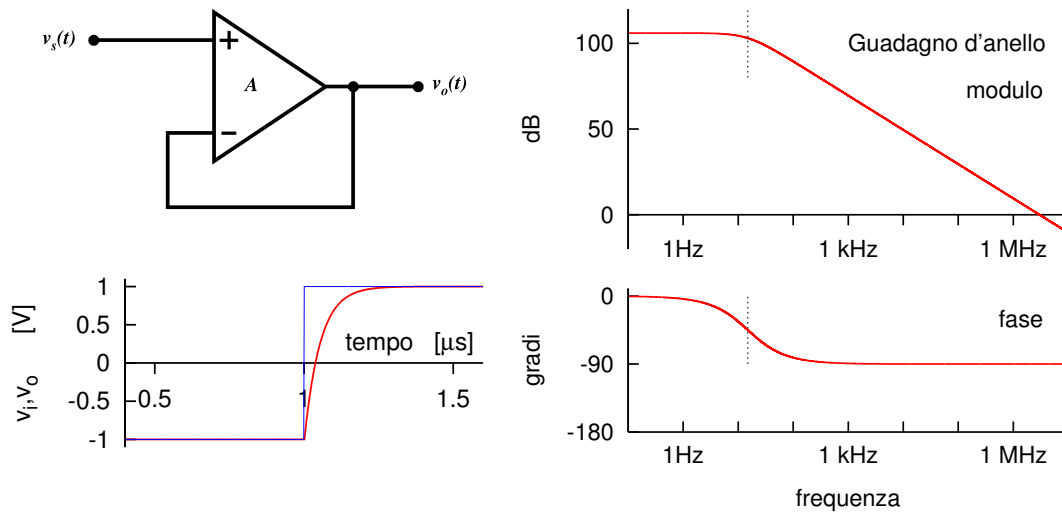 vs(t)
+
A
−
vo(t)
1
0.5
0
-0.5
-1
vi,vo [V]
0.5
1
1.5
tempo [μs]
Guadagno d'anello
modulo
100
50
0
dB
1Hz
1 kHz
1 MHz
fase
0
-90
-180
gradi
1Hz
1 kHz
1 MHz
frequenza